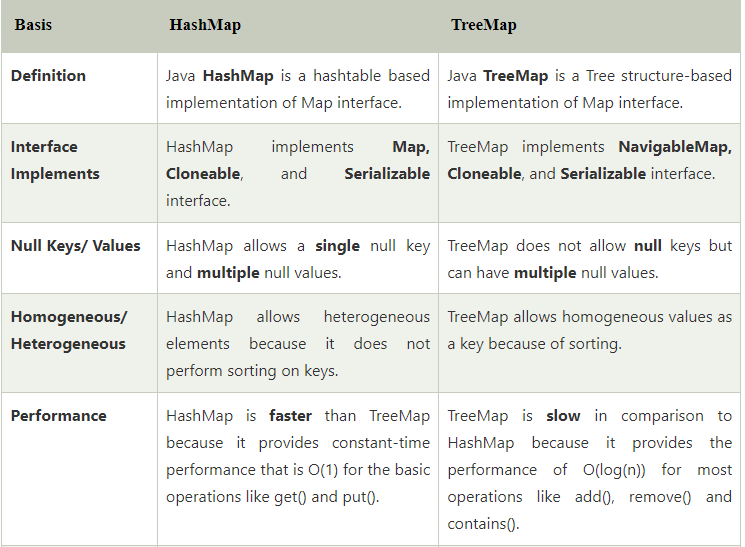 Basis
HashMap
TreeMap
Definition
Java HashMap is a hashtable based
implementation of Map interface.
Java TreeMap is a Tree structure-based
implementation of Map interface.
Interface
Implements
HashMap implements Map,
Cloneable, and Serializable
interface.
TreeMap implements NavigableMap,
Cloneable, and Serializable interface.
Null Keys/ Values
HashMap allows a single null key
and multiple null values.
TreeMap does not allow null keys but
can have multiple null values.
Homogeneous/
Heterogeneous
HashMap allows heterogeneous
elements because it does not
perform sorting on keys.
TreeMap allows homogeneous values as
a key because of sorting.
Performance
HashMap is faster than TreeMap
because it provides constant-time
performance that is O(1) for the basic
operations like get() and put().
TreeMap is slow in comparison to
HashMap because it provides the
performance of O(log(n)) for most
operations like add(), remove() and
contains().